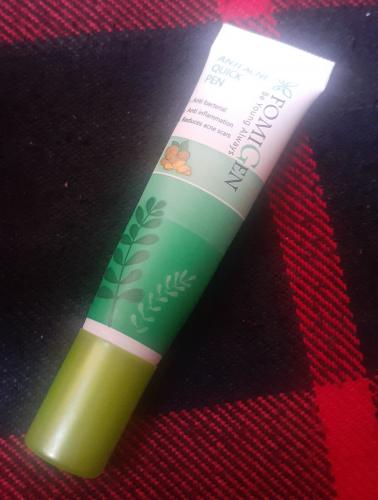 ANTI ACNE
QUICK
PEN
Anti bacterial
Anti inflammation
Reduces acne scars
FOMIGEN
Be Young Always